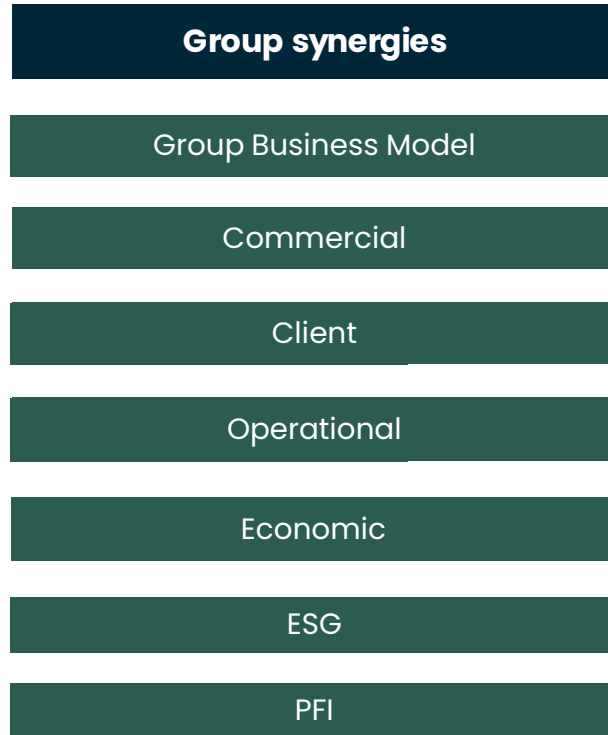 Group synergies
Group Business Model
Commercial
Client
Operational
Economic
ESG
PFI